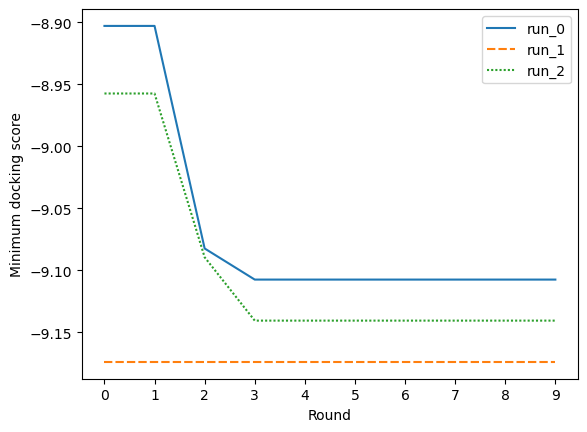 Minimum docking score
−8.90
−8.95
−9.00
−9.05
−9.10
−9.15
run_0
run_1
run_2
0 1 2 3 4 5 6 7 8 9
Round